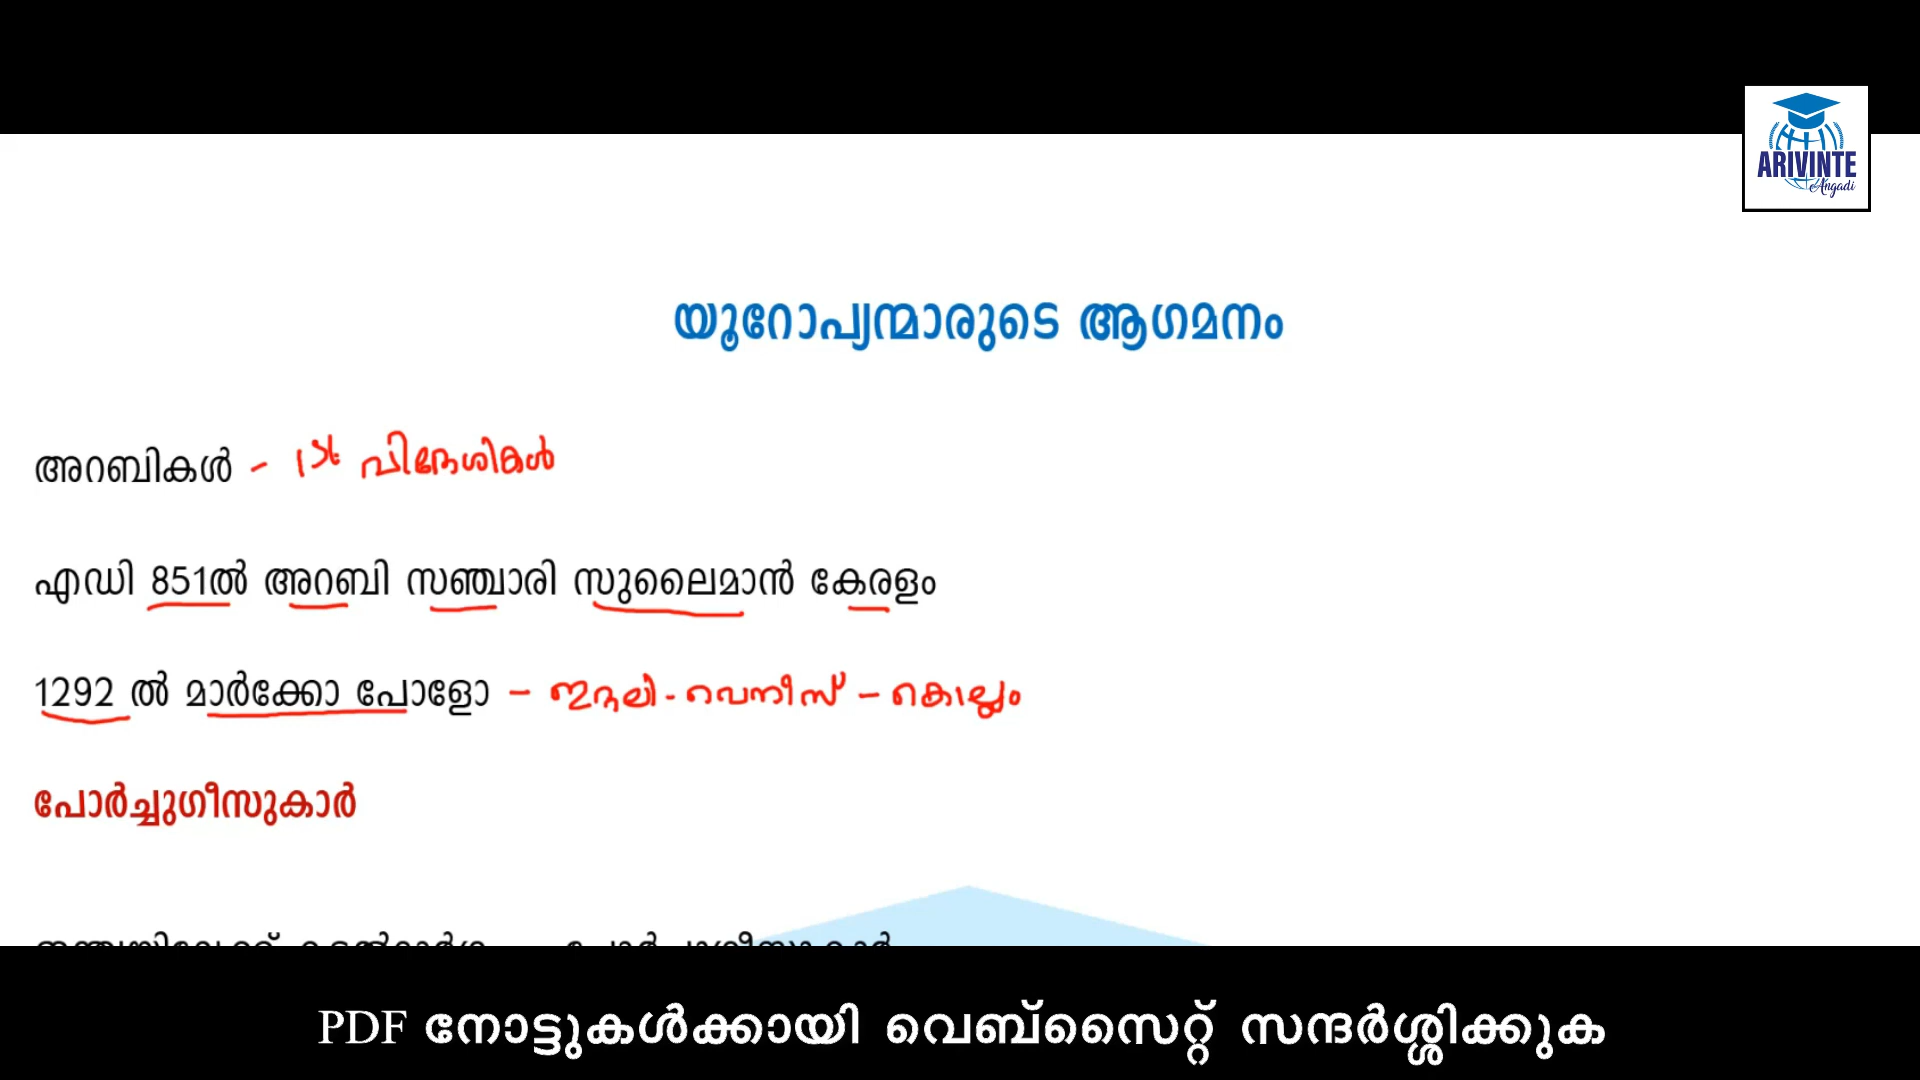 ARIVINTE
Angadi
യൂറോപ്യന്മാരുടെ ആഗമനം
അറബികൾ - 1st വിദേശികൾ
എഡി 851ൽ അറബി സഞ്ചാരി സുലൈമാൻ കേരളം
1292 ൽ മാർക്കോ പോളോ - ഇറ്റലി - വെനീസ് - കൊല്ലം
പോർച്ചുഗീസുകാർ
PDF നോട്ടുകൾക്കായി വെബ്സൈറ്റ് സന്ദർശ്ശിക്കുക